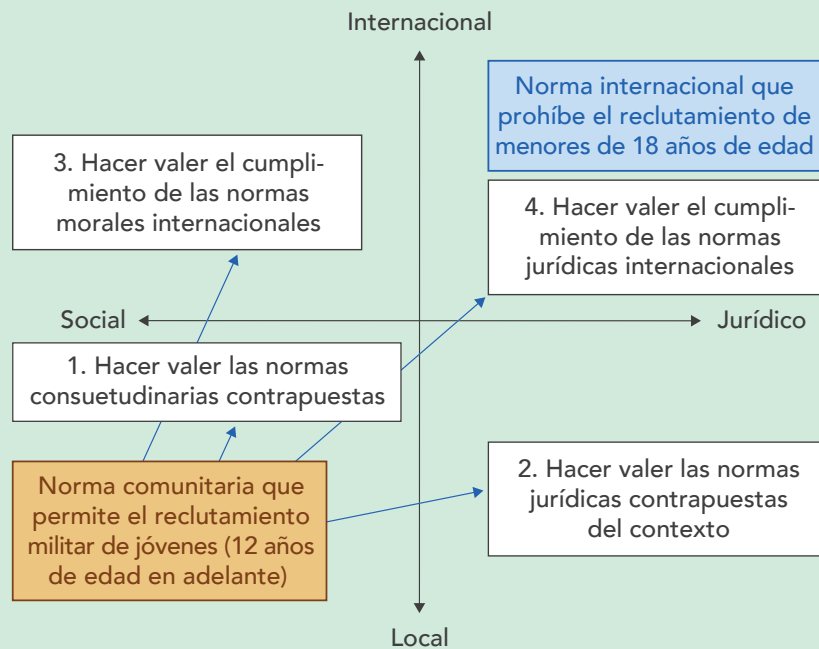 Internacional
Norma internacional que
prohíbe el reclutamiento de
menores de 18 años de edad
3. Hacer valer el cumpli-
miento de las normas
morales internacionales
4. Hacer valer el cumpli-
miento de las normas
jurídicas internacionales
Social
Jurídico
1. Hacer valer las normas
consuetudinarias contrapuestas
Norma comunitaria que
permite el reclutamiento
militar de jóvenes (12 años
de edad en adelante)
2. Hacer valer las normas
jurídicas contrapuestas
del contexto
Local